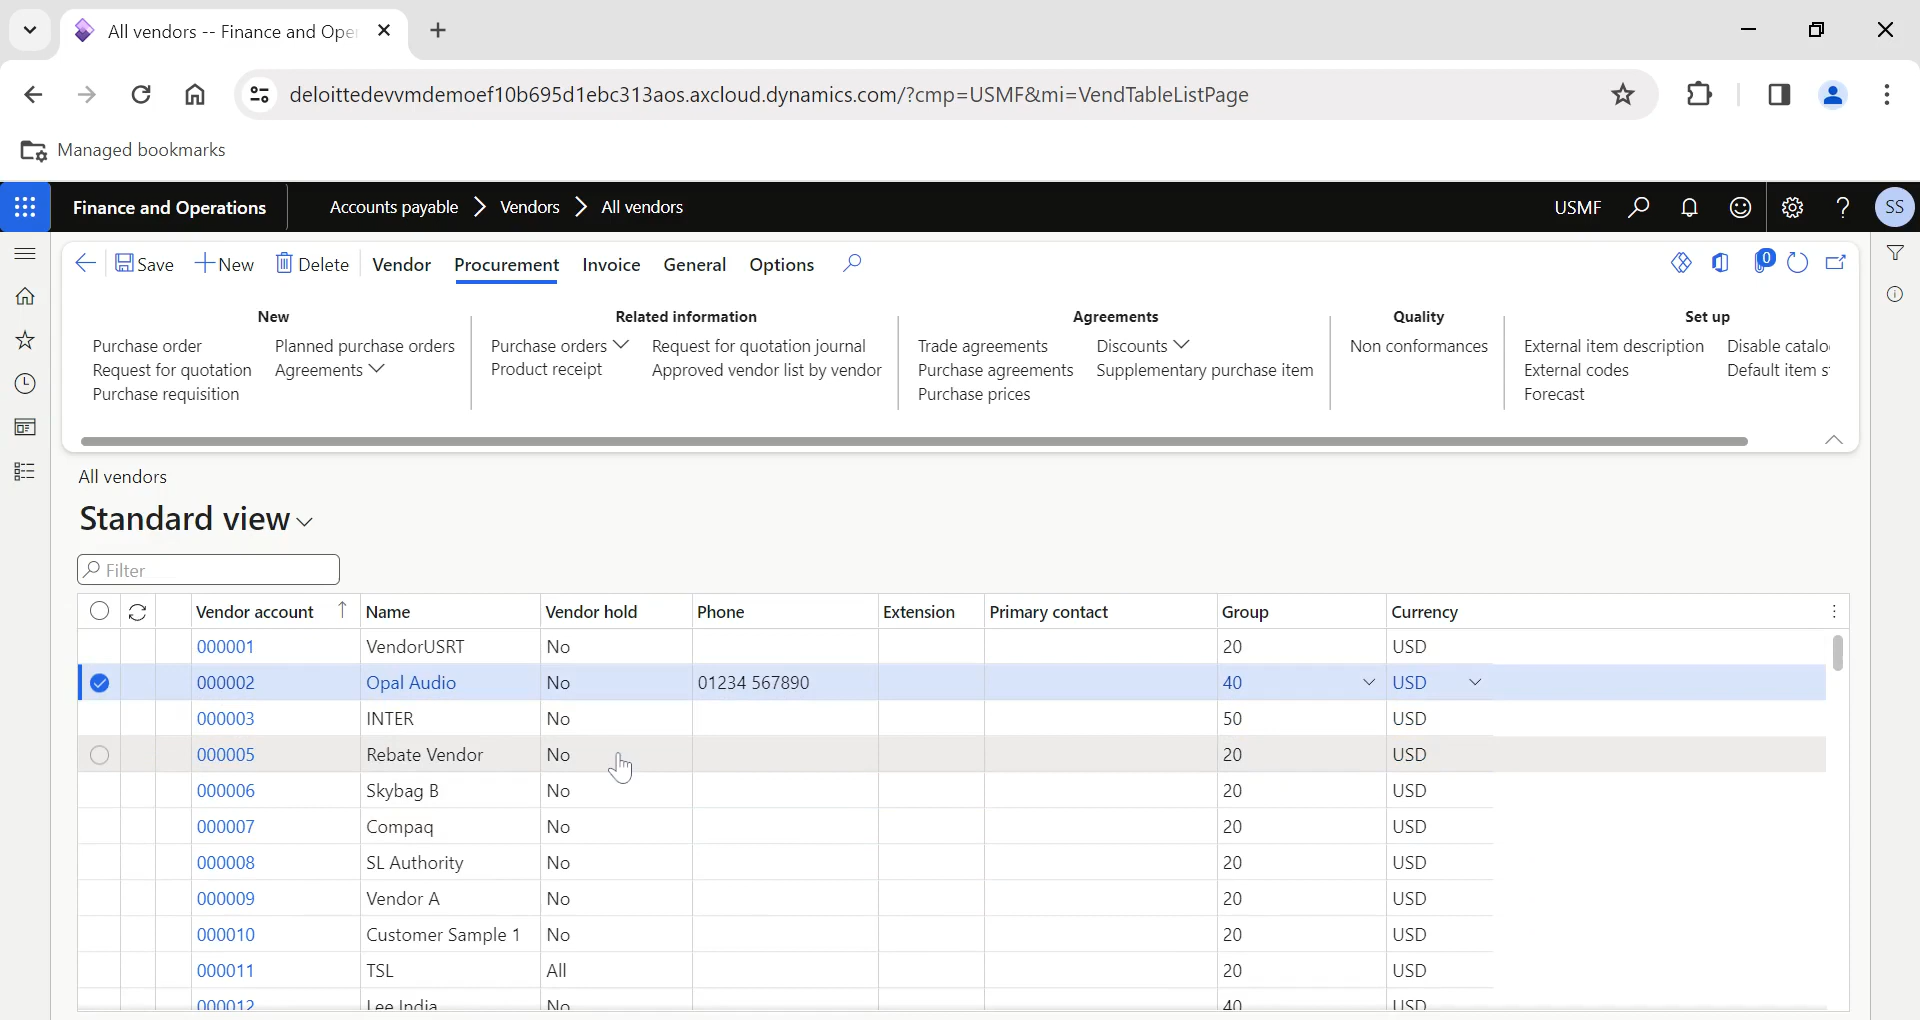 All vendors -- Finance and Ope
deloittedevvmdemoef10b695d1ebc313aos.axcloud.dynamics.com/?cmp=USMF&mi=VendTableListPage
Managed bookmarks
Finance and Operations Accounts payable Vendors All vendors USMF ? SS
Save New Delete Vendor Procurement Invoice General Options 0
New Related information Agreements Quality Set up
Purchase order Planned purchase orders Purchase orders Request for quotation journal Trade agreements Discounts Non conformances External item description Disable catalo
Request for quotation Agreements Product receipt Approved vendor list by vendor Purchase agreements Supplementary purchase item External codes Default item s
Purchase requisition Purchase prices Forecast
All vendors
Standard view
Filter
Vendor account Name Vendor hold Phone Extension Primary contact Group Currency
000001 VendorUSRT No 20 USD
000002 Opal Audio No 01234 567890 40 USD
000003 INTER No 50 USD
000005 Rebate Vendor No 20 USD
000006 Skybag B No 20 USD
000007 Compaq No 20 USD
000008 SL Authority No 20 USD
000009 Vendor A No 20 USD
000010 Customer Sample 1 No 20 USD
000011 TSL All 20 USD
000012 Lee India No 40 USD